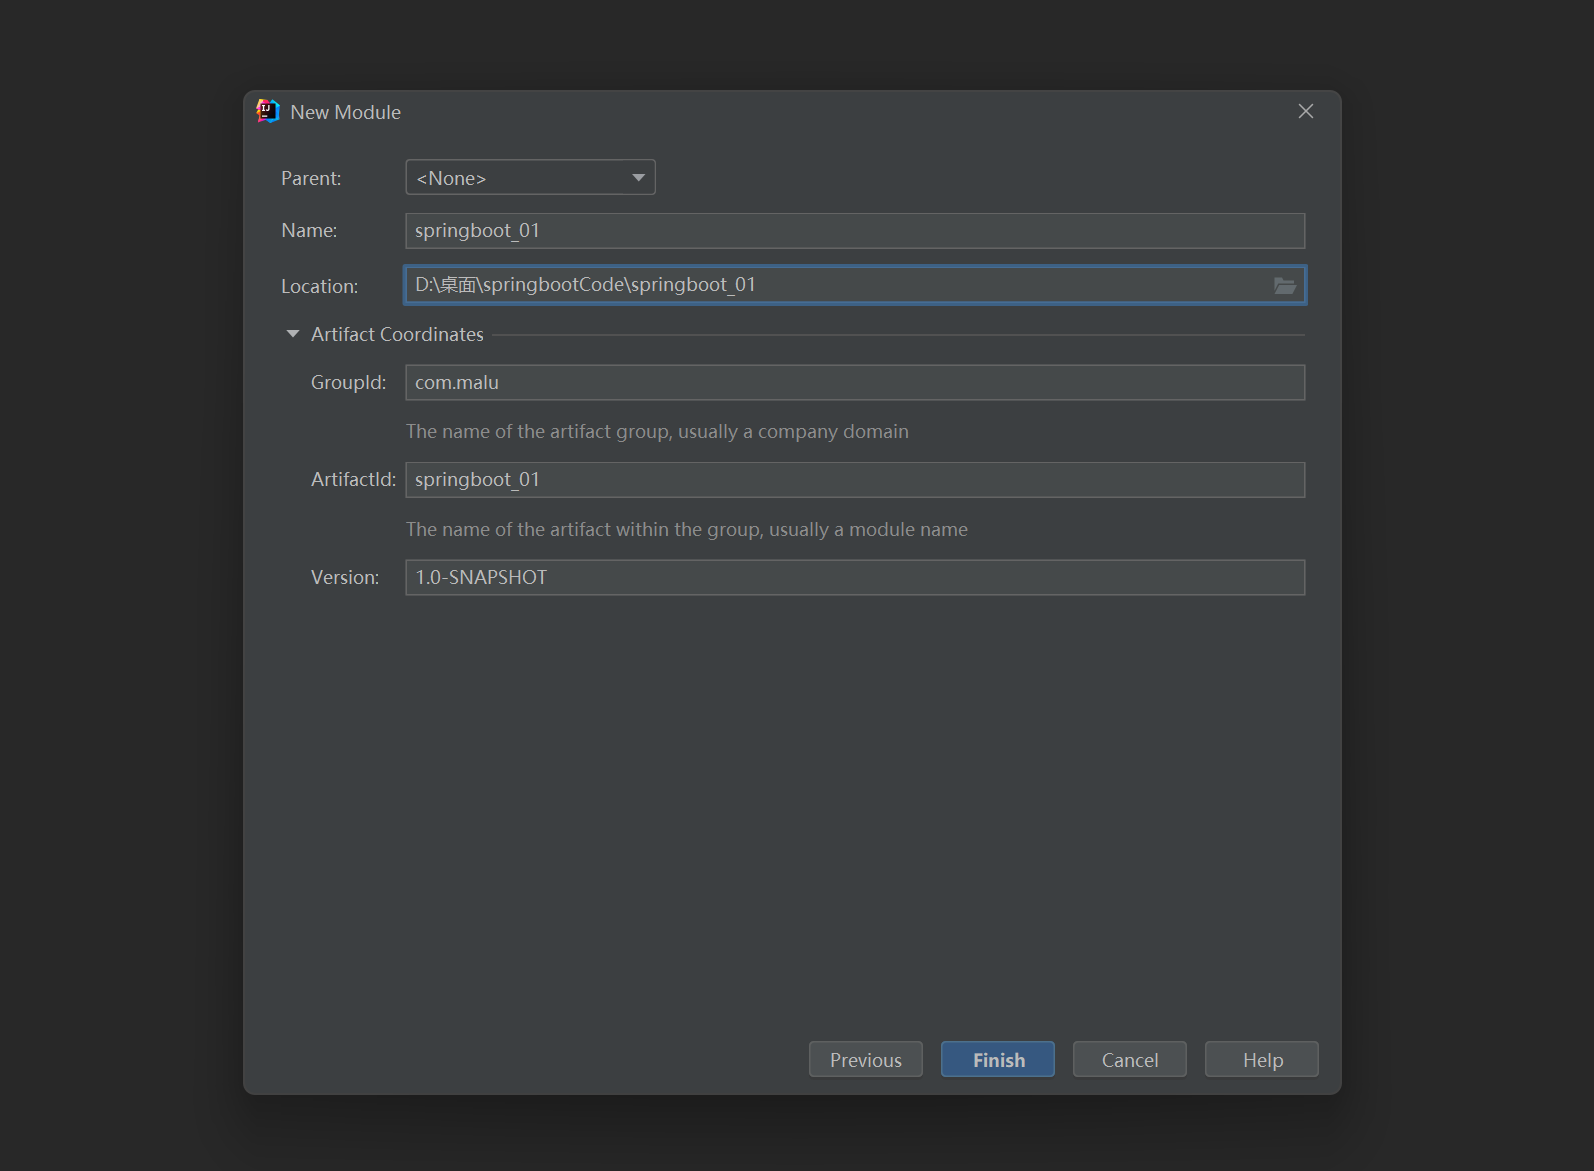 New Module
Parent: <None>
Name: springboot_01
Location: D:\桌面\springbootCode\springboot_01
Artifact Coordinates
GroupId: com.malu
The name of the artifact group, usually a company domain
ArtifactId: springboot_01
The name of the artifact within the group, usually a module name
Version: 1.0-SNAPSHOT
Previous Finish Cancel Help